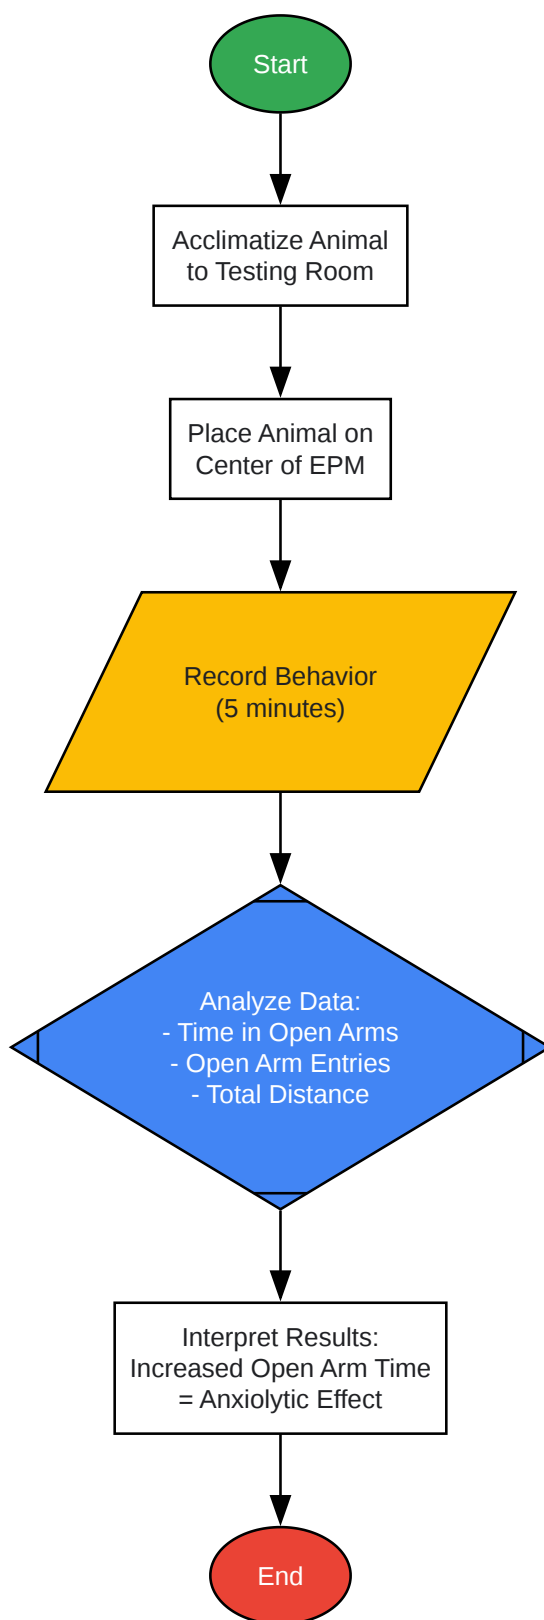 Start
Acclimatize Animal
to Testing Room
Place Animal on
Center of EPM
Record Behavior
(5 minutes)
Analyze Data:
- Time in Open Arms
- Open Arm Entries
- Total Distance
Interpret Results:
Increased Open Arm Time
= Anxiolytic Effect
End